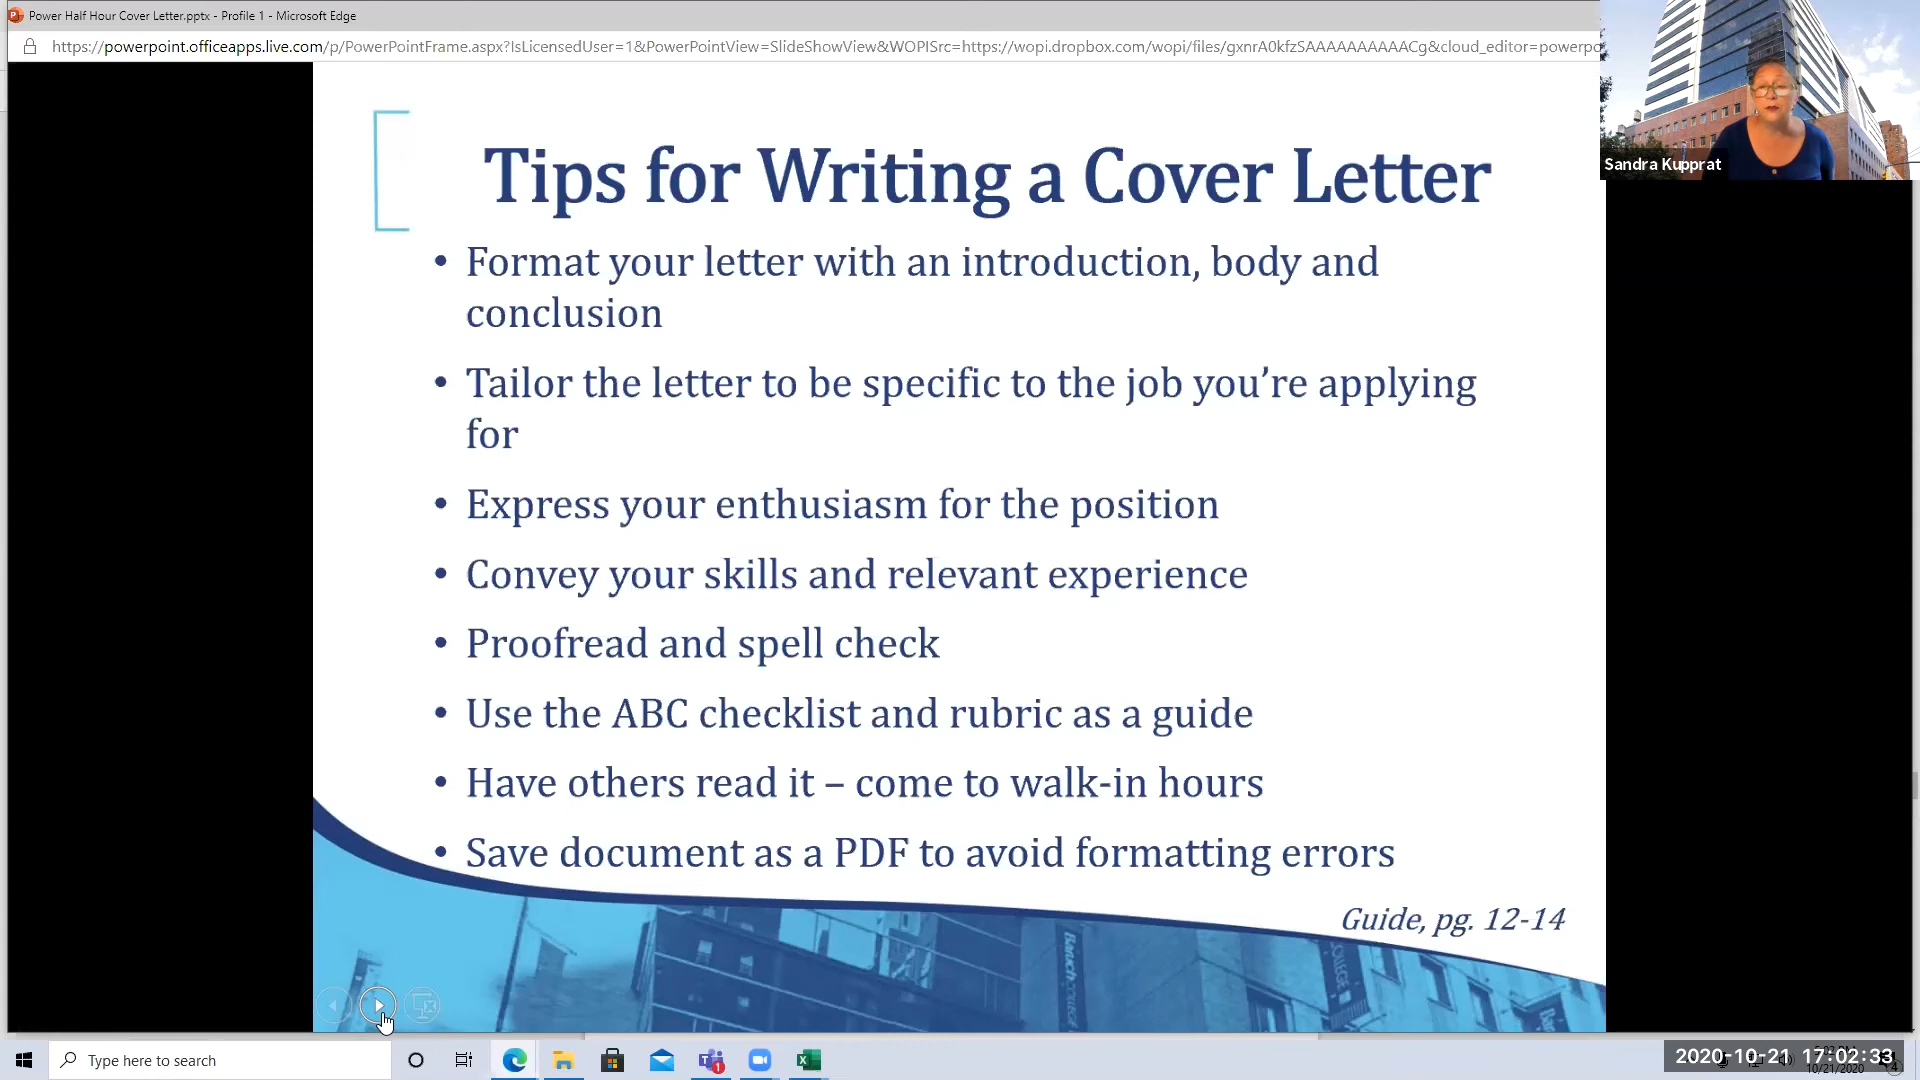 Power Half Hour Cover Letter.pptx - Profile 1 - Microsoft Edge
https://powerpoint.officeapps.live.com/p/PowerPointFrame.aspx?IsLicensedUser=1&PowerPointView=SlideShowView&WOPISrc=https://wopi.dropbox.com/wopi/files/gxnrA0kfzSAAAAAAAAAACg&cloud_editor=powerpo
Sandra Kupprat
Tips for Writing a Cover Letter
• Format your letter with an introduction, body and
conclusion
• Tailor the letter to be specific to the job you're applying
for
• Express your enthusiasm for the position
• Convey your skills and relevant experience
• Proofread and spell check
• Use the ABC checklist and rubric as a guide
• Have others read it – come to walk-in hours
• Save document as a PDF to avoid formatting errors
Guide, pg. 12-14
BARUCH COLLEGE
Type here to search
2020-10-21 17:02:33
10/21/2020